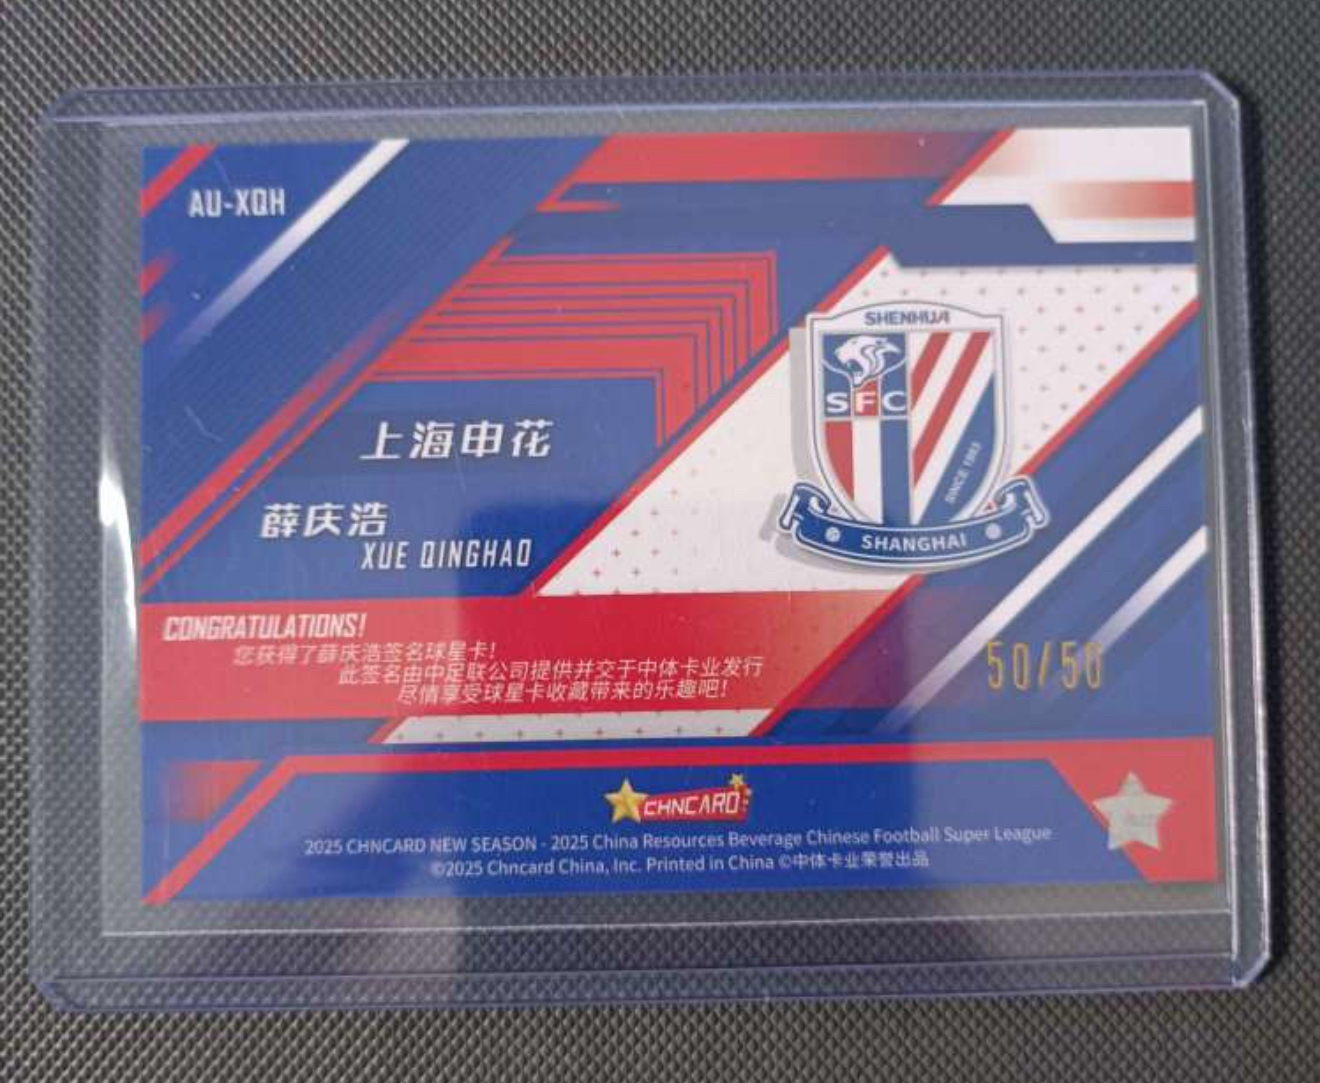 AU-XQH
SHENHUA
SFC
SINCE 1993
SHANGHAI
上海申花
薛庆浩
XUE QINGHAO
CONGRATULATIONS!
您获得了薛庆浩签名球星卡!
此签名由中足联公司提供并交于中体卡业发行
尽情享受球星卡收藏带来的乐趣吧!
50/50
CHNCARD
2025 CHNCARD NEW SEASON - 2025 China Resources Beverage Chinese Football Super League
©2025 Chncard China, Inc. Printed in China ©中体卡业荣誉出品